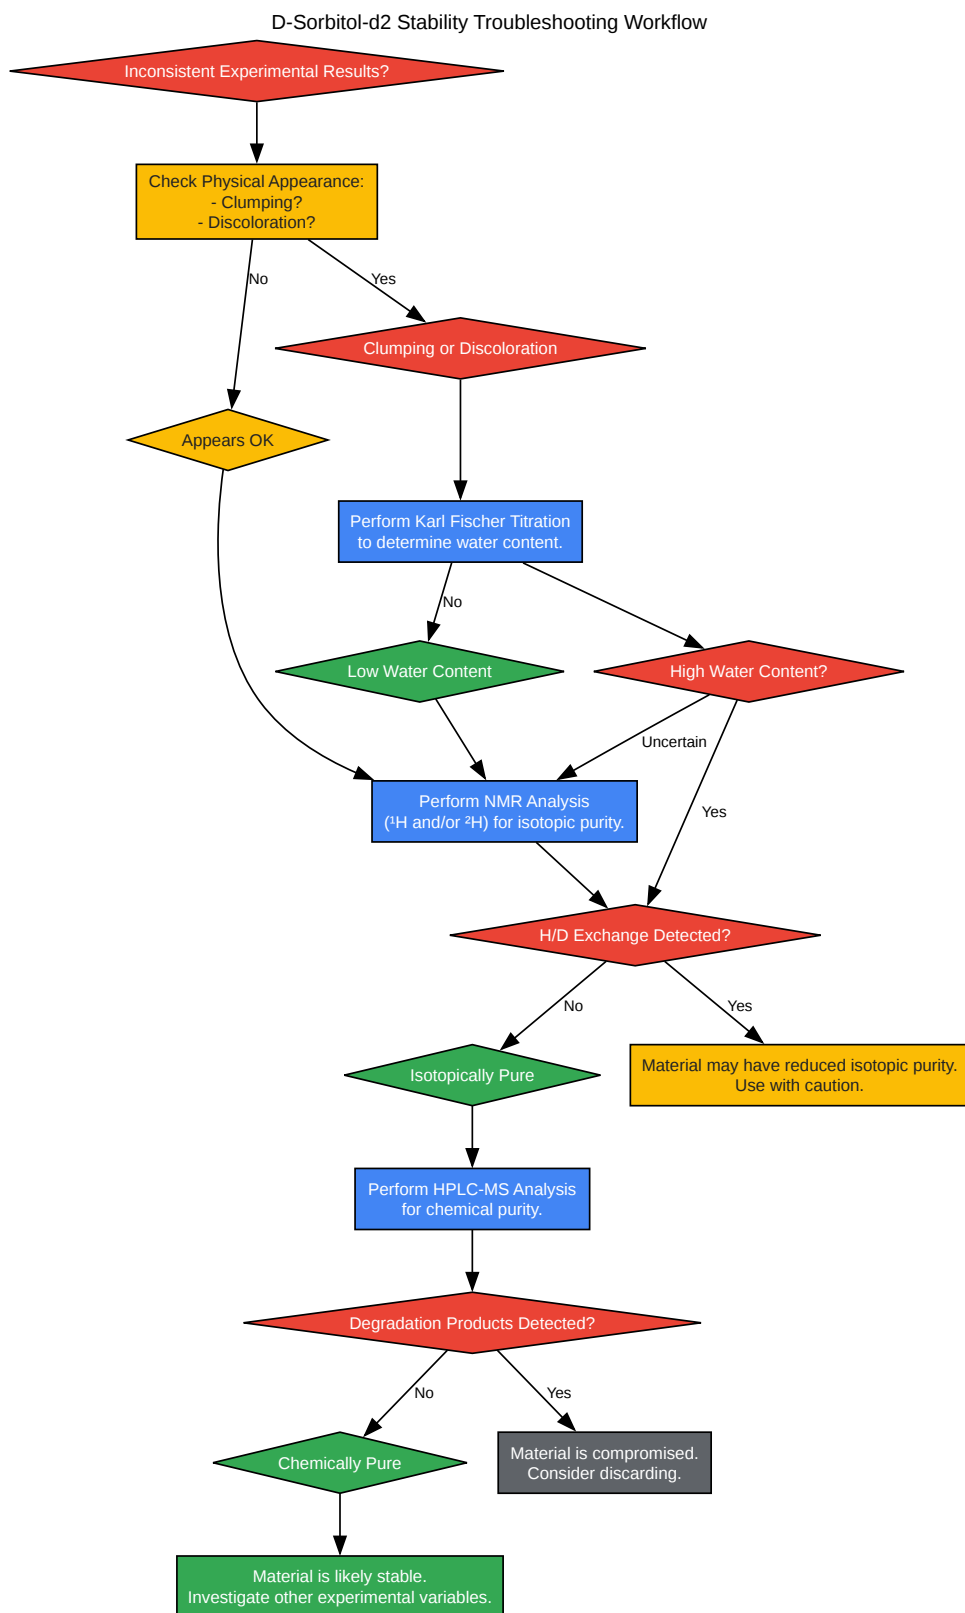 D-Sorbitol-d2 Stability Troubleshooting Workflow
Inconsistent Experimental Results?
Check Physical Appearance:
- Clumping?
- Discoloration?
No
Yes
Clumping or Discoloration
Appears OK
Perform Karl Fischer Titration
to determine water content.
No
Low Water Content
High Water Content?
Uncertain
Perform NMR Analysis
(¹H and/or ²H) for isotopic purity.
Yes
H/D Exchange Detected?
No
Yes
Isotopically Pure
Material may have reduced isotopic purity.
Use with caution.
Perform HPLC-MS Analysis
for chemical purity.
Degradation Products Detected?
No
Yes
Chemically Pure
Material is compromised.
Consider discarding.
Material is likely stable.
Investigate other experimental variables.